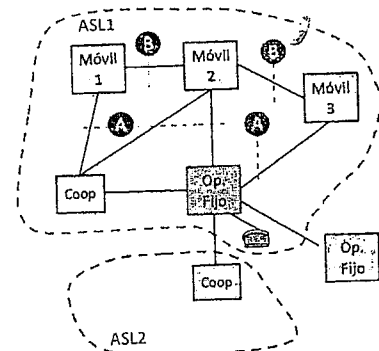 ASL1
B
B
Móvil
1
Móvil
2
Móvil
3
A
A
Coop
Op.
Fijo
Op.
Fijo
Coop
ASL2